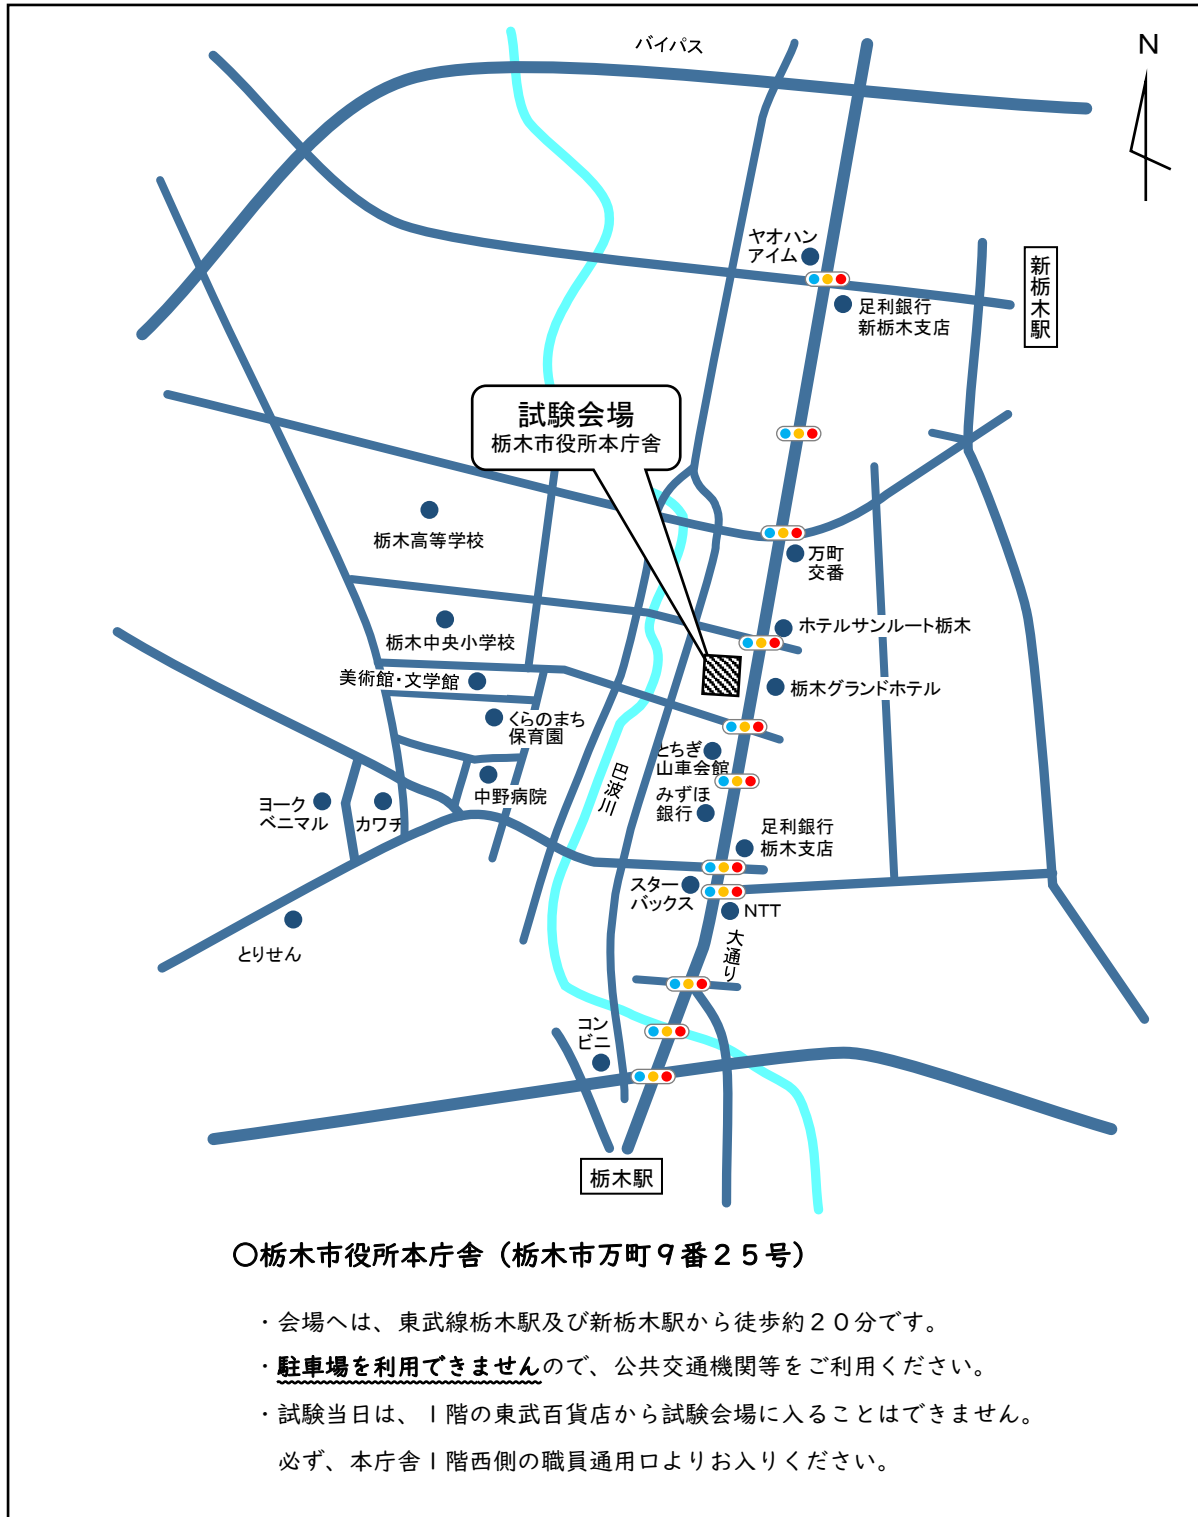 バイパス
N
ヤオハン
アイム
新栃木駅
足利銀行
新栃木支店
試験会場
栃木市役所本庁舎
栃木高等学校
万町
交番
栃木中央小学校
ホテルサンルート栃木
美術館・文学館
栃木グランドホテル
くらのまち
保育園
とちぎ
山車会館
巴波川
中野病院
みずほ
銀行
ヨーク
ベニマル
カワチ
足利銀行
栃木支店
スター
バックス
NTT
大通り
とりせん
コン
ビニ
栃木駅
〇栃木市役所本庁舎（栃木市万町９番２５号）
・会場へは、東武線栃木駅及び新栃木駅から徒歩約２０分です。
・駐車場を利用できませんので、公共交通機関等をご利用ください。
・試験当日は、１階の東武百貨店から試験会場に入ることはできません。
必ず、本庁舎１階西側の職員通用口よりお入りください。